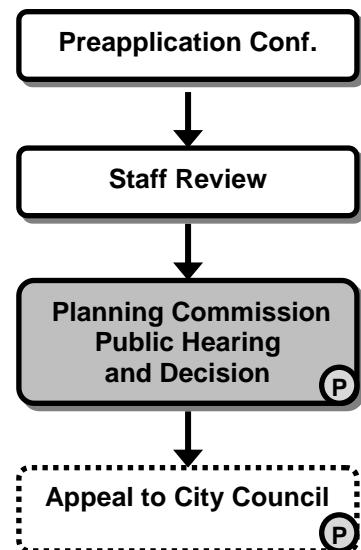 Preapplication Conf.
Staff Review
Planning Commission
Public Hearing
and Decision
P
Appeal to City Council
P